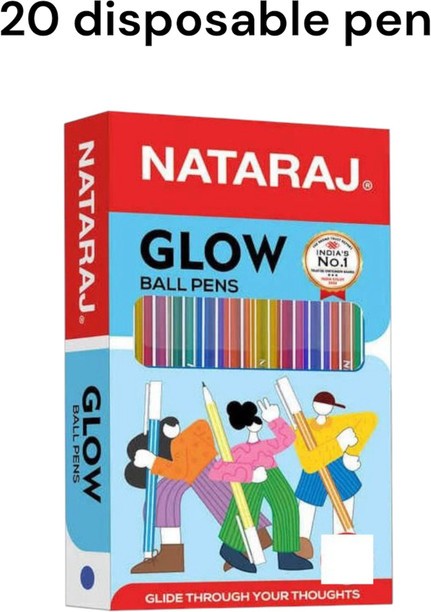 20 disposable pen
NATARAJ®
GLOW
BALL PENS
INDIA'S
No.1
GLIDE THROUGH YOUR THOUGHTS
NATARAJ®
GLOW
BALL PENS